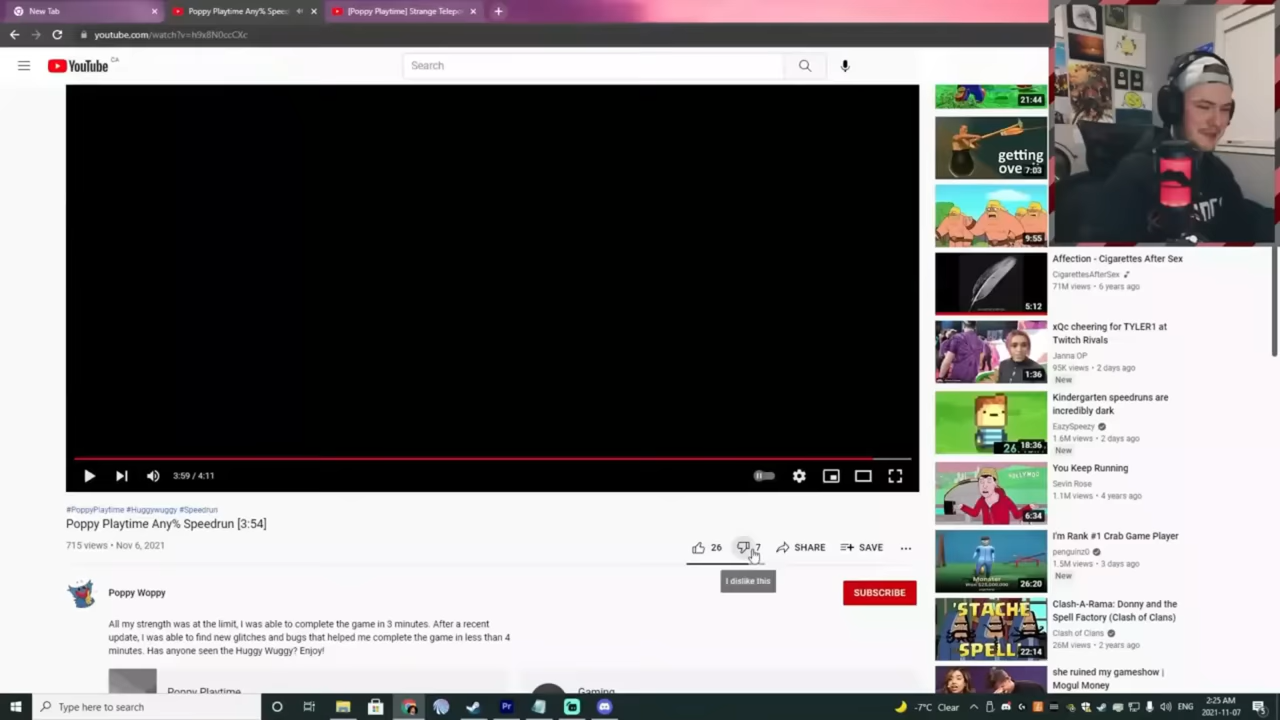 New Tab
Poppy Playtime Any% Spee
[Poppy Playtime] Strange Telep
youtube.com/watch?v=h9x8N0ccCXc
YouTube CA
Search
21:44
getting
ove
7:03
9:55
Affection - Cigarettes After Sex
CigarettesAfterSex
71M views • 6 years ago
5:12
xQc cheering for TYLER1 at
Twitch Rivals
Janna OP
95K views • 2 days ago
New
1:36
Kindergarten speedruns are
incredibly dark
EazySpeezy
1.6M views • 2 days ago
New
26.
18:36
You Keep Running
Sevin Rose
1.1M views • 4 years ago
HOLLYWOO
6:34
I'm Rank #1 Crab Game Player
penguinz0
1.5M views • 3 days ago
New
Monster
26:20
Clash-A-Rama: Donny and the
Spell Factory (Clash of Clans)
Clash of Clans
26M views • 2 years ago
'STACHE
SPELL
22:14
she ruined my gameshow |
Mogul Money
3:59 / 4:11
#PoppyPlaytime #Huggywuggy #Speedrun
Poppy Playtime Any% Speedrun [3:54]
715 views • Nov 6, 2021
26
7
SHARE
SAVE
I dislike this
Poppy Woppy
SUBSCRIBE
All my strength was at the limit, I was able to complete the game in 3 minutes. After a recent
update, I was able to find new glitches and bugs that helped me complete the game in less than 4
minutes. Has anyone seen the Huggy Wuggy? Enjoy!
Poppy Playtime
Gaming
Type here to search
-7°C Clear
ENG
2:25 AM
2021-11-07
5